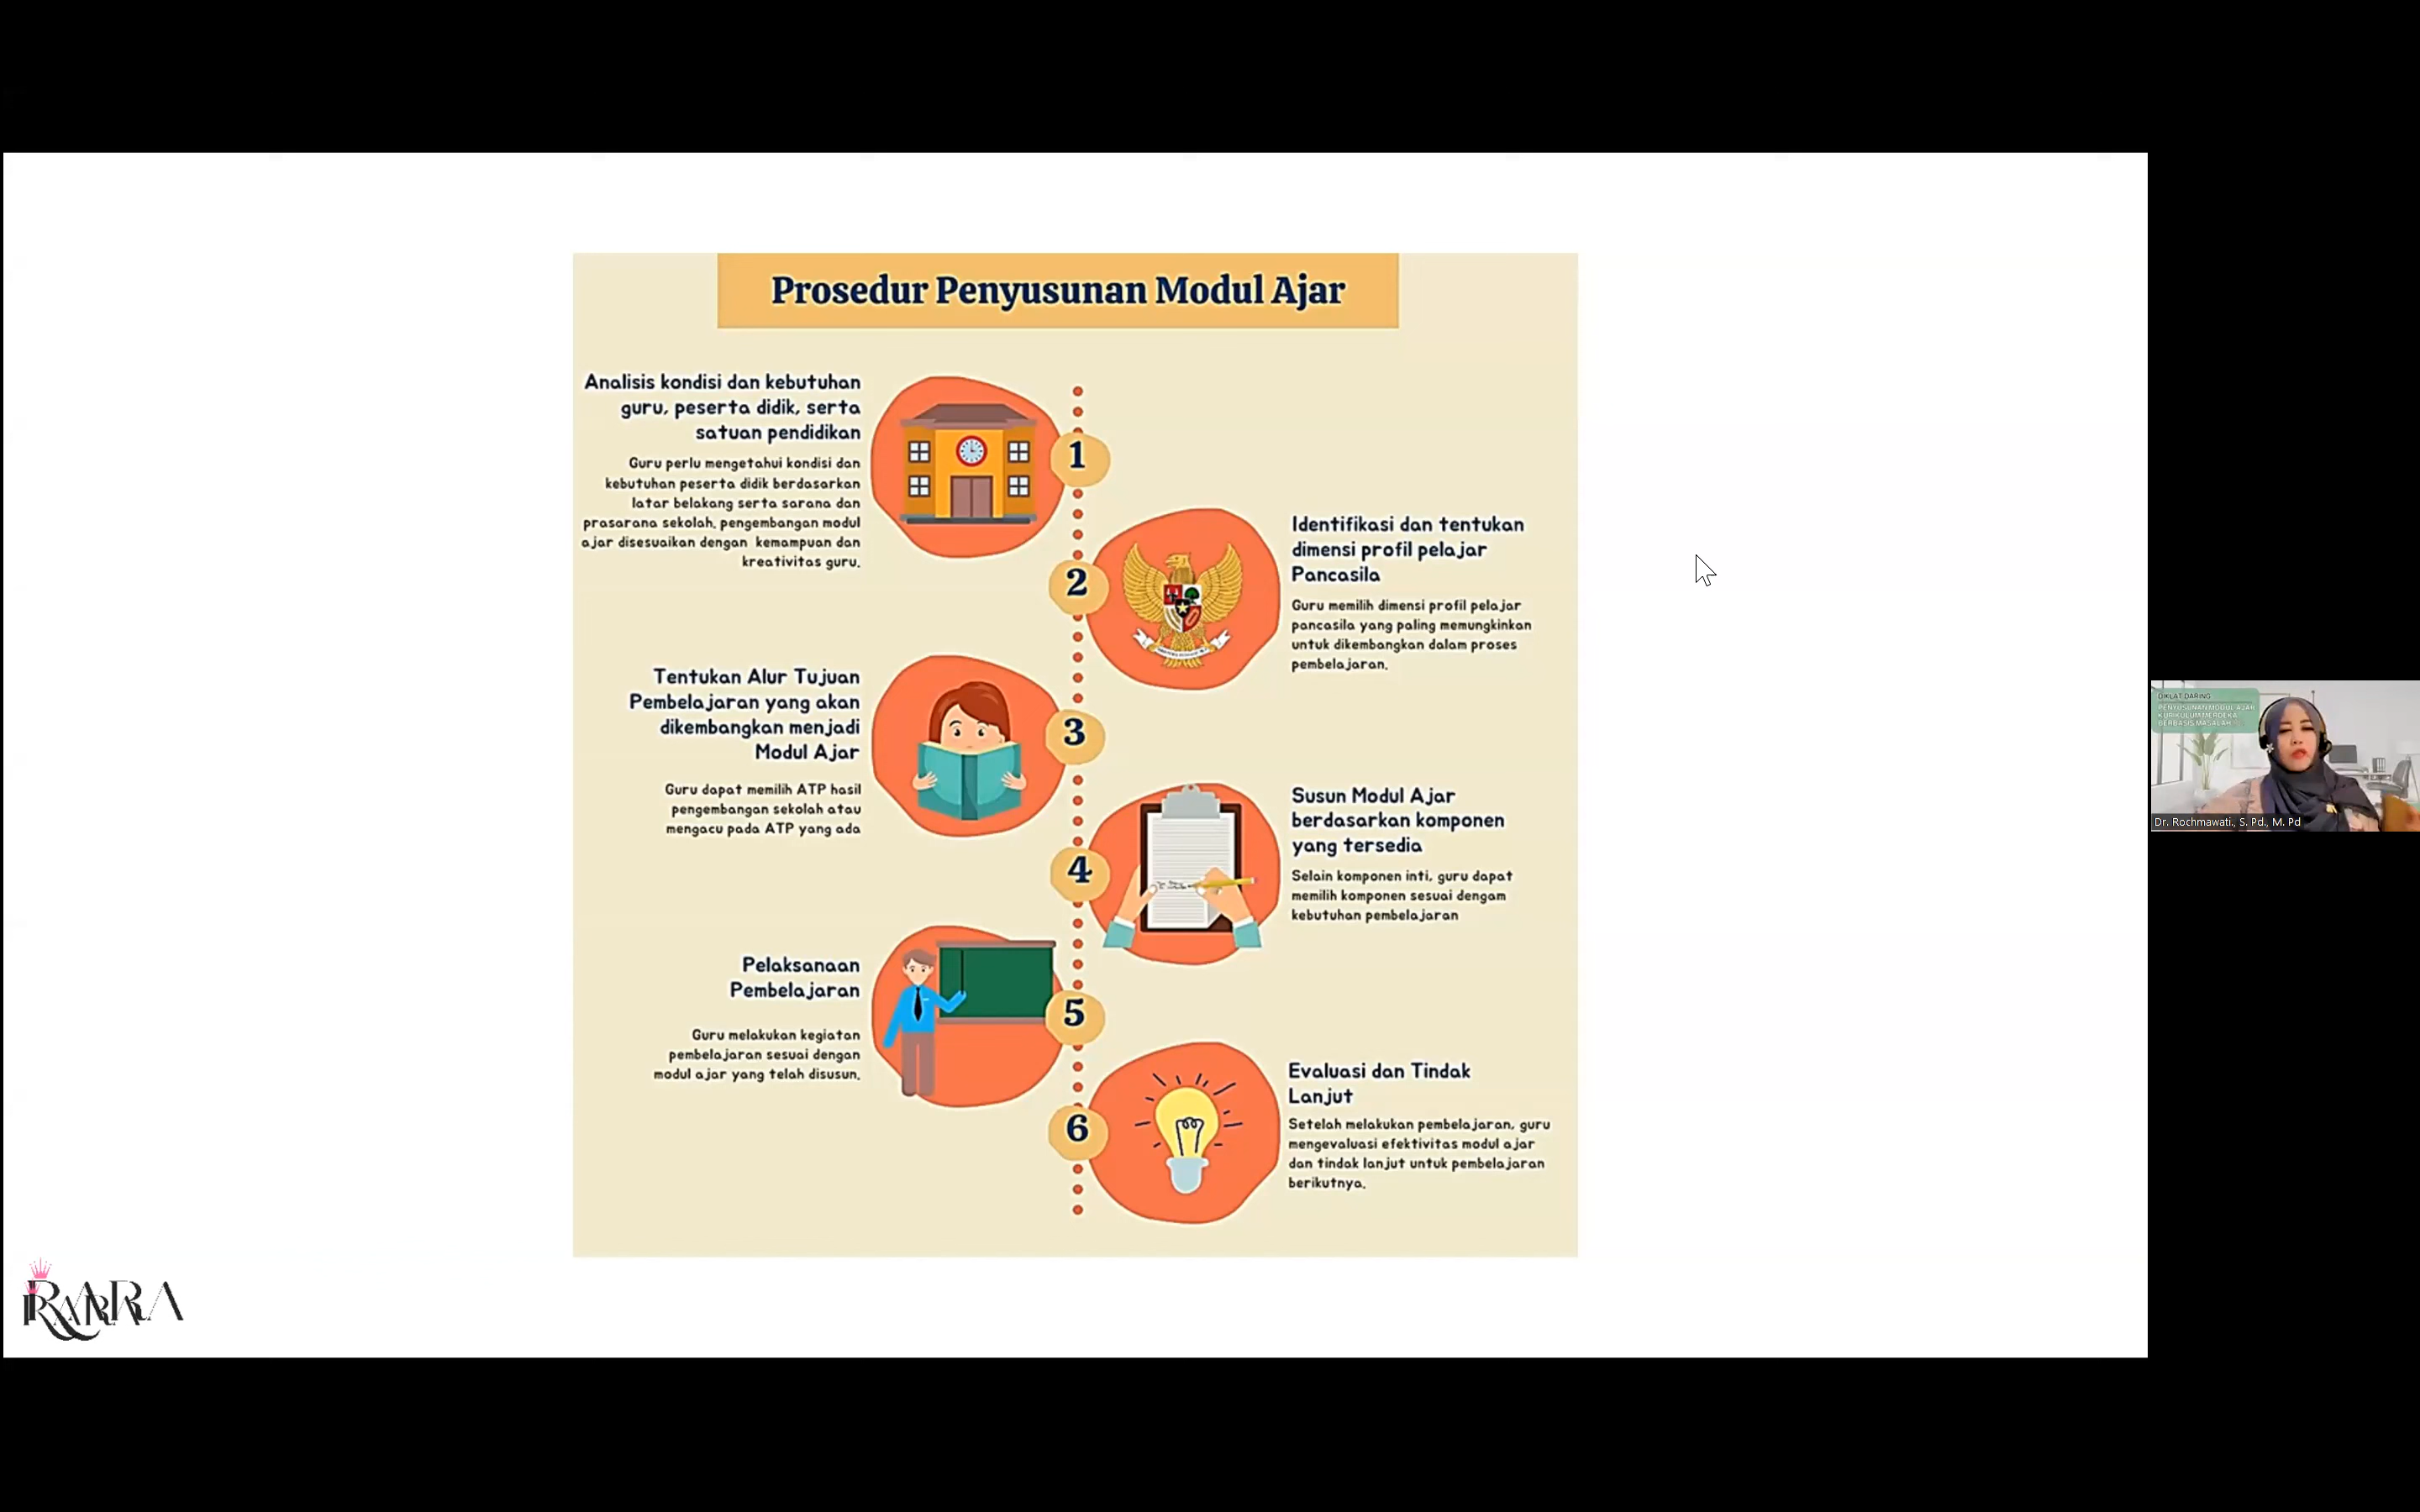 Prosedur Penyusunan Modul Ajar
Analisis kondisi dan kebutuhan
guru, peserta didik, serta
satuan pendidikan
Guru perlu mengetahui kondisi dan
kebutuhan peserta didik berdasarkan
latar belakang serta sarana dan
prasarana sekolah, pengembangan modul
ajar disesuaikan dengan kemampuan dan
kreativitas guru.
1
2
Identifikasi dan tentukan
dimensi profil pelajar
Pancasila
Guru memilih dimensi profil pelajar
pancasila yang paling memungkinkan
untuk dikembangkan dalam proses
pembelajaran.
Tentukan Alur Tujuan
Pembelajaran yang akan
dikembangkan menjadi
Modul Ajar
Guru dapat memilih ATP hasil
pengembangan sekolah atau
mengacu pada ATP yang ada
3
4
Susun Modul Ajar
berdasarkan komponen
yang tersedia
Selain komponen inti, guru dapat
memilih komponen sesuai dengam
kebutuhan pembelajaran
Pelaksanaan
Pembelajaran
Guru melakukan kegiatan
pembelajaran sesuai dengan
modul ajar yang telah disusun.
5
6
Evaluasi dan Tindak
Lanjut
Setelah melakukan pembelajaran, guru
mengevaluasi efektivitas modul ajar
dan tindak lanjut untuk pembelajaran
berikutnya.
DIKLAT DARING
PENYUSUNAN MODUL AJAR
KURIKULUM MERDEKA
BERBASIS MASALAH
Dr. Rochmawati., S. Pd., M. Pd